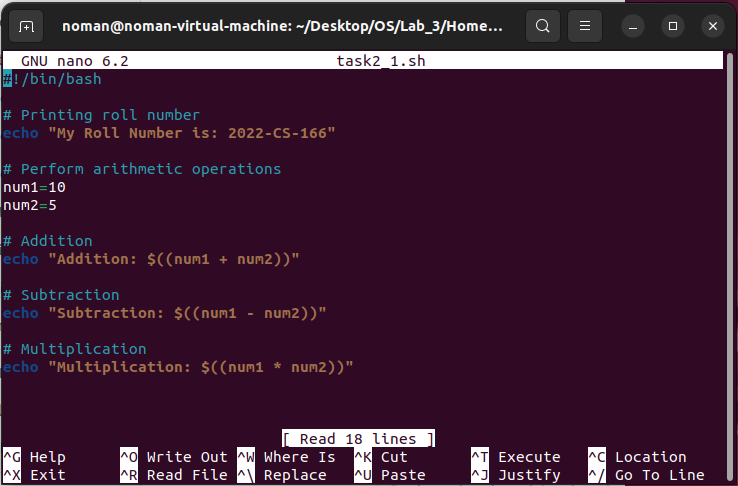 noman@noman-virtual-machine: ~/Desktop/OS/Lab_3/Home...
GNU nano 6.2 task2_1.sh
#!/bin/bash
# Printing roll number
echo "My Roll Number is: 2022-CS-166"
# Perform arithmetic operations
num1=10
num2=5
# Addition
echo "Addition: $((num1 + num2))"
# Subtraction
echo "Subtraction: $((num1 - num2))"
# Multiplication
echo "Multiplication: $((num1 * num2))"
[ Read 18 lines ]
^G Help ^O Write Out ^W Where Is ^K Cut ^T Execute ^C Location
^X Exit ^R Read File ^\ Replace ^U Paste ^J Justify ^/ Go To Line